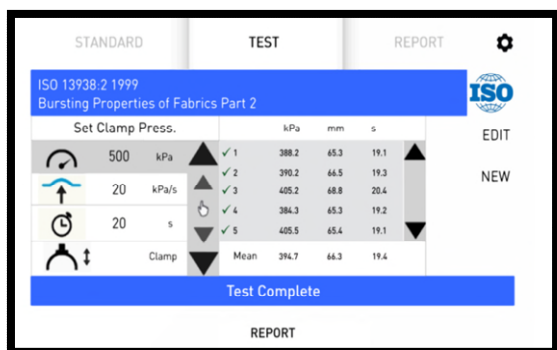 STANDARD TEST REPORT
ISO 13938:2 1999
Bursting Properties of Fabrics Part 2
ISO
EDIT
NEW
Set Clamp Press.
500 kPa
20 kPa/s
20 s
Clamp
kPa mm s
✓ 1 388.2 65.3 19.1
✓ 2 390.2 66.5 19.3
✓ 3 405.2 68.8 20.4
✓ 4 384.3 65.3 19.2
✓ 5 405.5 65.4 19.1
Mean 394.7 66.3 19.4
Test Complete
REPORT